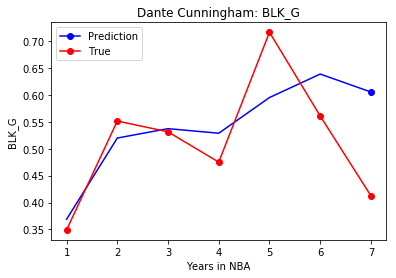 Dante Cunningham: BLK_G
Prediction
True
BLK_G
0.70
0.65
0.60
0.55
0.50
0.45
0.40
0.35
1 2 3 4 5 6 7
Years in NBA